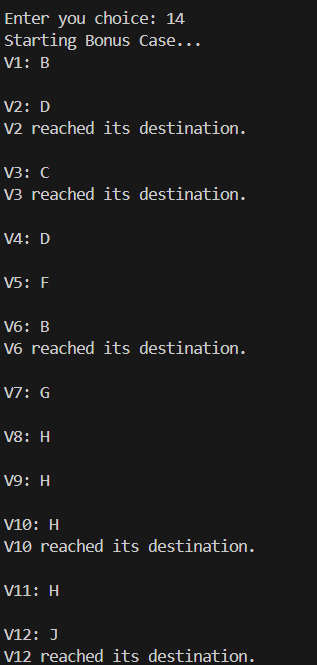 Enter you choice: 14
Starting Bonus Case...
V1: B
V2: D
V2 reached its destination.
V3: C
V3 reached its destination.
V4: D
V5: F
V6: B
V6 reached its destination.
V7: G
V8: H
V9: H
V10: H
V10 reached its destination.
V11: H
V12: J
V12 reached its destination.